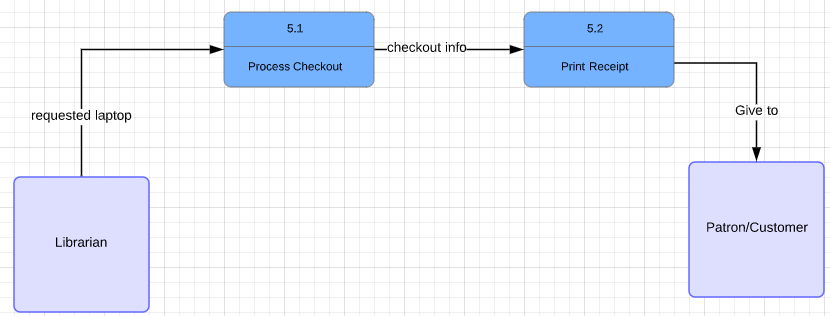 5.1
Process Checkout
checkout info
5.2
Print Receipt
requested laptop
Give to
Librarian
Patron/Customer